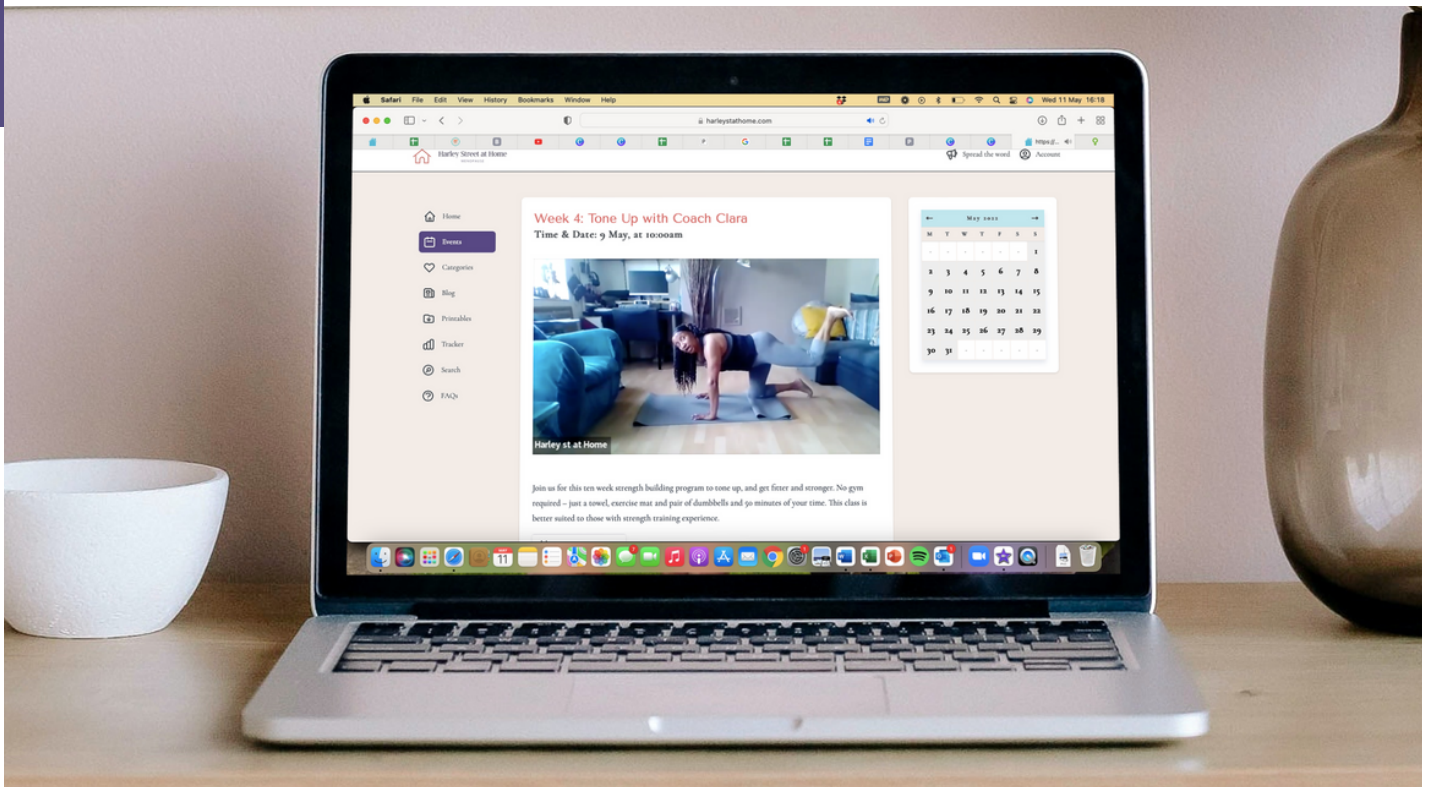 Safari File Edit View History Bookmarks Window Help
Wed 11 May 16:18
harleystathome.com
https://...
Harley Street at Home
Spread the word
Account
Home
Events
Categories
Blog
Printables
Tracker
Search
FAQs
Week 4: Tone Up with Coach Clara
Time & Date: 9 May, at 10:00am
Harley st at Home
Join us for this ten week strength building program to tone up, and get fitter and stronger. No gym
required – just a towel, exercise mat and pair of dumbbells and 50 minutes of your time. This class is
better suited to those with strength training experience.
May 2022
M T W T F S S
1
2 3 4 5 6 7 8
9 10 11 12 13 14 15
16 17 18 19 20 21 22
23 24 25 26 27 28 29
30 31
11